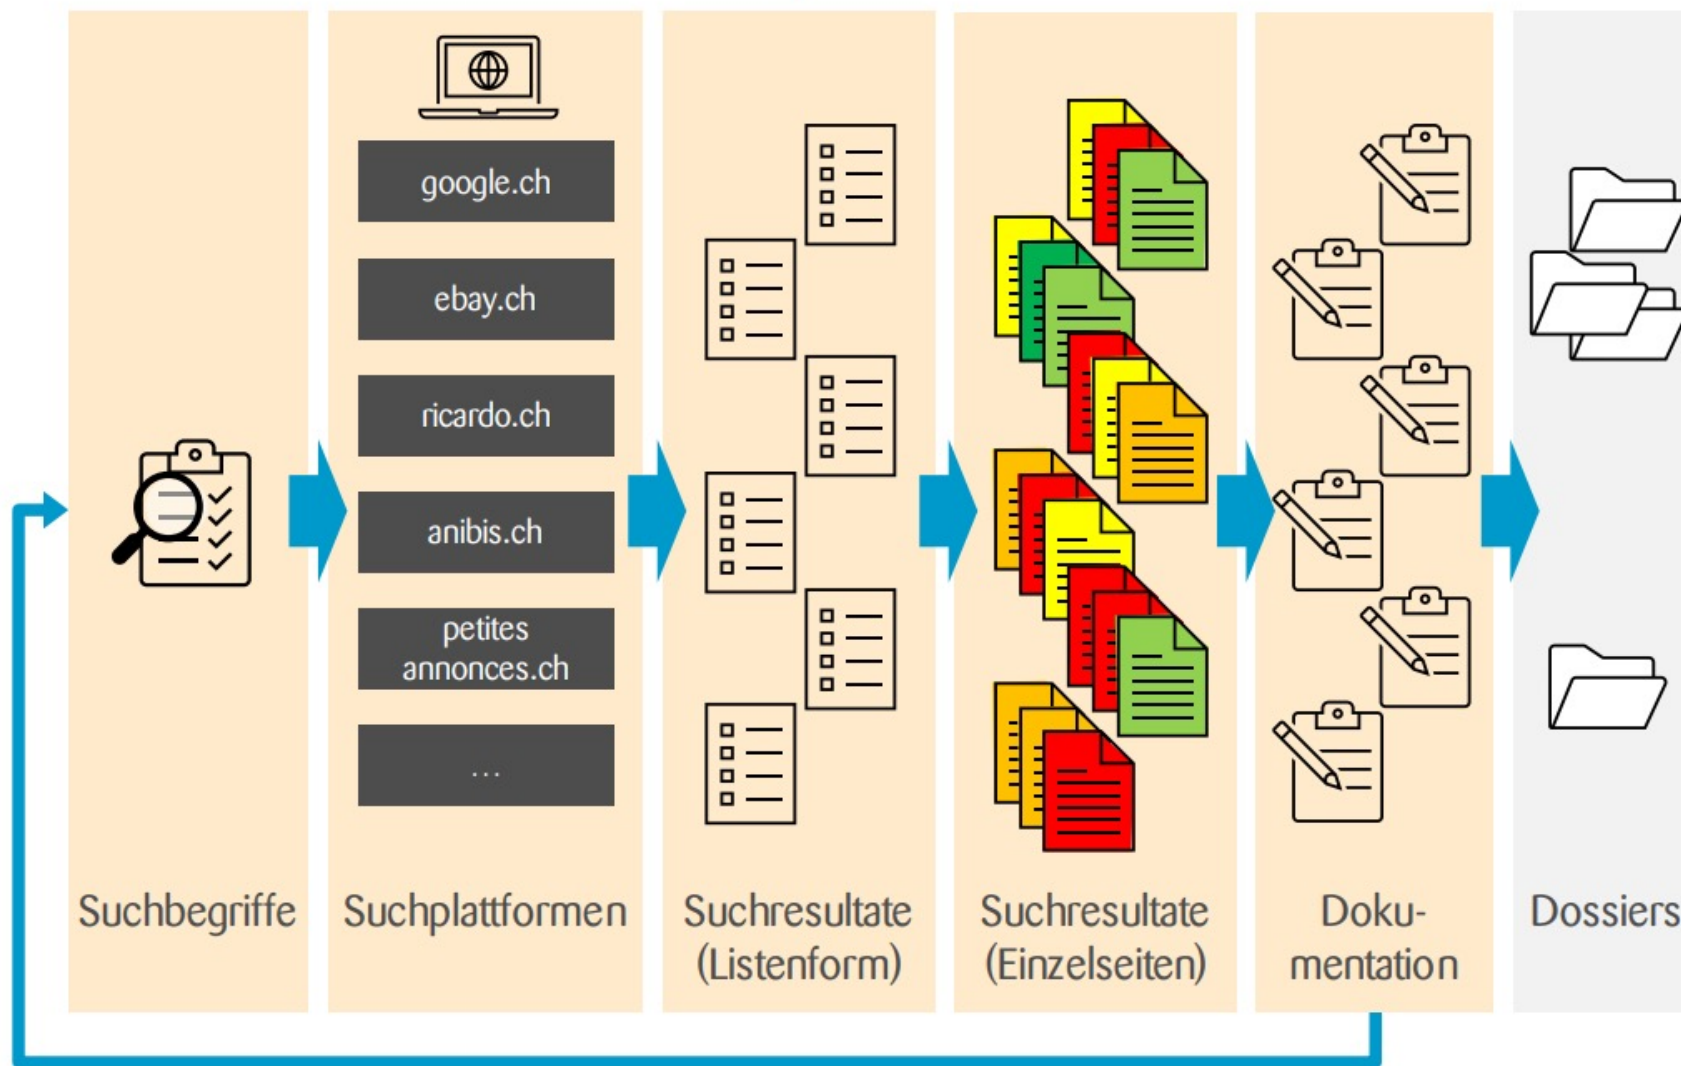 google.ch
ebay.ch
ricardo.ch
anibis.ch
petites
annonces.ch
...
Suchbegriffe
Suchplattformen
Suchresultate
(Listenform)
Suchresultate
(Einzelseiten)
Doku-
mentation
Dossiers